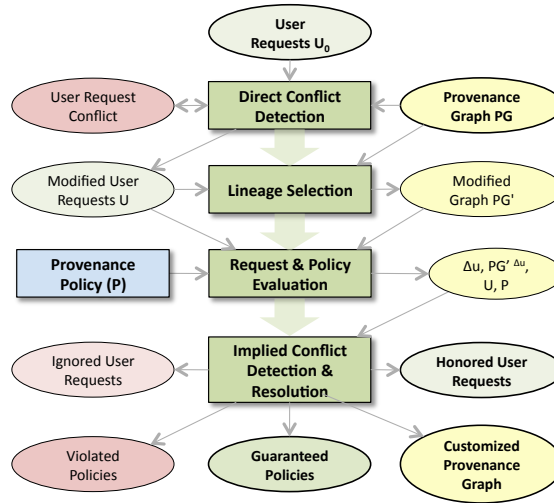 User
Requests U₀
User Request
Conflict
Direct Conflict
Detection
Provenance
Graph PG
Modified User
Requests U
Lineage Selection
Modified
Graph PG'
Provenance
Policy (P)
Request & Policy
Evaluation
Δu, PG' Δu,
U, P
Ignored User
Requests
Implied Conflict
Detection &
Resolution
Honored User
Requests
Violated
Policies
Guaranteed
Policies
Customized
Provenance
Graph